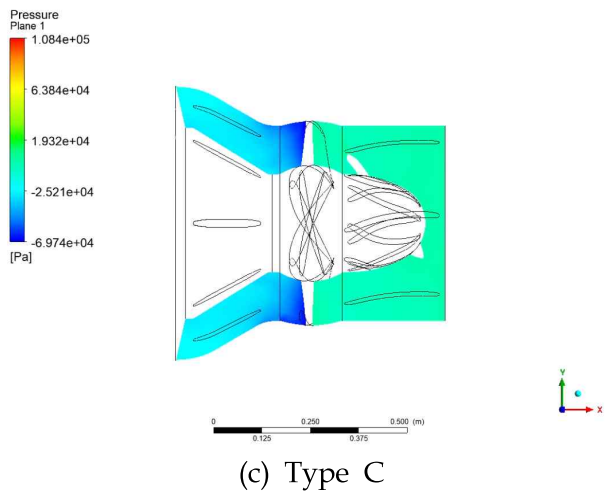 Pressure
Plane 1
1.084e+05
6.384e+04
1.932e+04
-2.521e+04
-6.974e+04
[Pa]
Y
X
0 0.250 0.500 (m)
0.125 0.375
(c) Type C